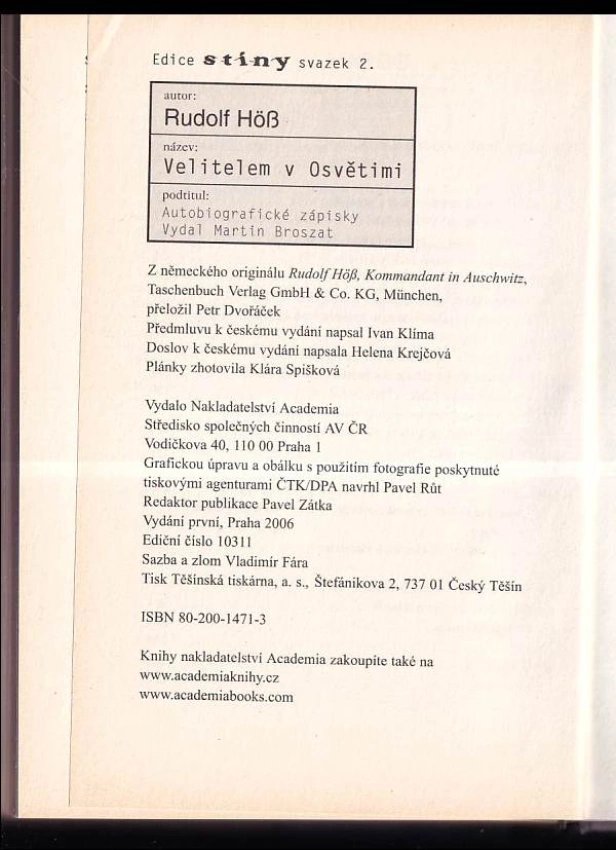 Edice stíny svazek 2.
autor:
Rudolf Höß
název:
Velitelem v Osvětimi
podtitul:
Autobiografické zápisky
Vydal Martin Broszat
Z německého originálu Rudolf Höß, Kommandant in Auschwitz,
Taschenbuch Verlag GmbH & Co. KG, München,
přeložil Petr Dvořáček
Předmluvu k českému vydání napsal Ivan Klíma
Doslov k českému vydání napsala Helena Krejčová
Plánky zhotovila Klára Spišková
Vydalo Nakladatelství Academia
Středisko společných činností AV ČR
Vodičkova 40, 110 00 Praha 1
Grafickou úpravu a obálku s použitím fotografie poskytnuté
tiskovými agenturami ČTK/DPA navrhl Pavel Růt
Redaktor publikace Pavel Zátka
Vydání první, Praha 2006
Ediční číslo 10311
Sazba a zlom Vladimír Fára
Tisk Těšínská tiskárna, a. s., Štefánikova 2, 737 01 Český Těšín
ISBN 80-200-1471-3
Knihy nakladatelství Academia zakoupíte také na
www.academiaknihy.cz
www.academiabooks.com